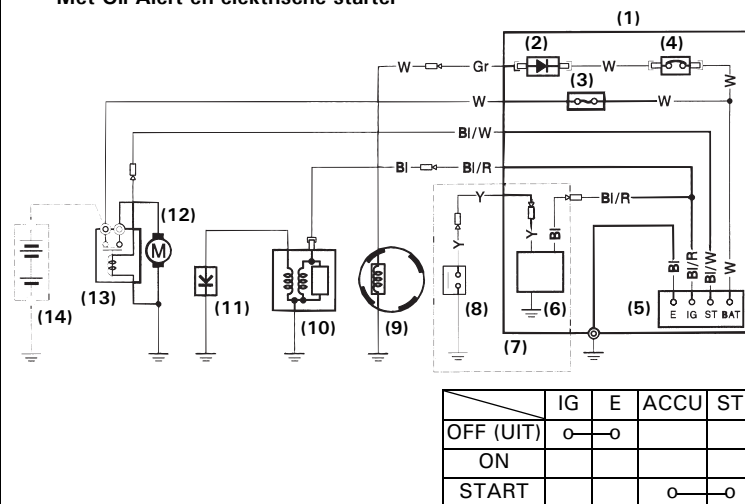 Met Oil Alert en elektrische starter
(1)
(2)
(4)
(3)
W
Gr
W
W
W
W
W
Bl/W
Bl
Bl/R
Y
Bl/R
(12)
Y
Y
Bl
Bl
Bl/R
Bl/W
W
M
(14)
(13)
(11)
(10)
(9)
(8)
(6)
(5)
E IG ST BAT
(7)
IG E ACCU ST
OFF (UIT) o o
ON
START o o